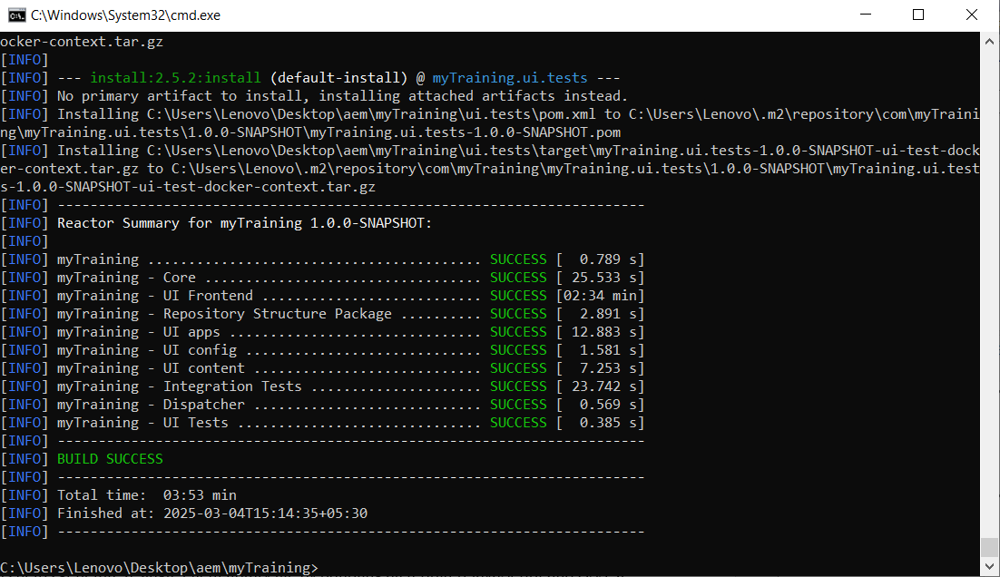 C:\Windows\System32\cmd.exe
ocker-context.tar.gz
[INFO]
[INFO] --- install:2.5.2:install (default-install) @ myTraining.ui.tests ---
[INFO] No primary artifact to install, installing attached artifacts instead.
[INFO] Installing C:\Users\Lenovo\Desktop\aem\myTraining\ui.tests\pom.xml to C:\Users\Lenovo\.m2\repository\com\myTraini
ng\myTraining.ui.tests\1.0.0-SNAPSHOT\myTraining.ui.tests-1.0.0-SNAPSHOT.pom
[INFO] Installing C:\Users\Lenovo\Desktop\aem\myTraining\ui.tests\target\myTraining.ui.tests-1.0.0-SNAPSHOT-ui-test-dock
er-context.tar.gz to C:\Users\Lenovo\.m2\repository\com\myTraining\myTraining.ui.tests\1.0.0-SNAPSHOT\myTraining.ui.test
s-1.0.0-SNAPSHOT-ui-test-docker-context.tar.gz
[INFO] ------------------------------------------------------------------------
[INFO] Reactor Summary for myTraining 1.0.0-SNAPSHOT:
[INFO]
[INFO] myTraining ......................................... SUCCESS [  0.789 s]
[INFO] myTraining - Core .................................. SUCCESS [ 25.533 s]
[INFO] myTraining - UI Frontend ........................... SUCCESS [02:34 min]
[INFO] myTraining - Repository Structure Package .......... SUCCESS [  2.891 s]
[INFO] myTraining - UI apps ............................... SUCCESS [ 12.883 s]
[INFO] myTraining - UI config ............................. SUCCESS [  1.581 s]
[INFO] myTraining - UI content ............................ SUCCESS [  7.253 s]
[INFO] myTraining - Integration Tests ..................... SUCCESS [ 23.742 s]
[INFO] myTraining - Dispatcher ............................ SUCCESS [  0.569 s]
[INFO] myTraining - UI Tests .............................. SUCCESS [  0.385 s]
[INFO] ------------------------------------------------------------------------
[INFO] BUILD SUCCESS
[INFO] ------------------------------------------------------------------------
[INFO] Total time:  03:53 min
[INFO] Finished at: 2025-03-04T15:14:35+05:30
[INFO] ------------------------------------------------------------------------
C:\Users\Lenovo\Desktop\aem\myTraining>